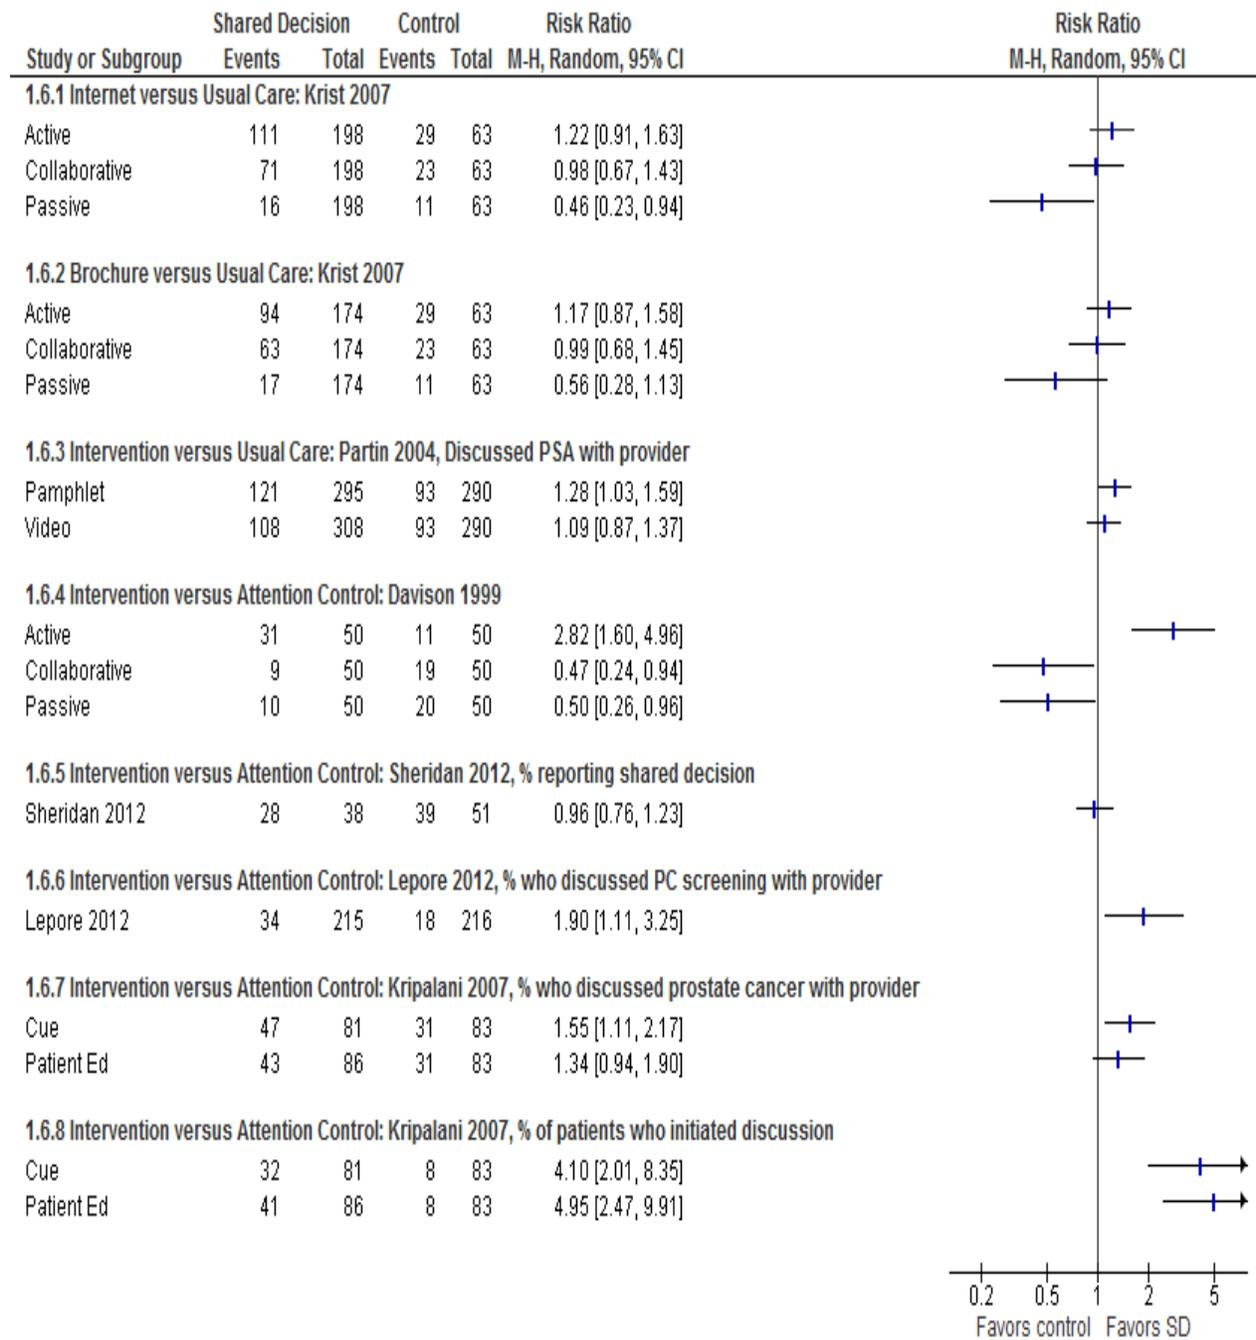 Shared Decision Control Risk Ratio Risk Ratio
Study or Subgroup Events Total Events Total M-H, Random, 95% CI M-H, Random, 95% CI
1.6.1 Internet versus Usual Care: Krist 2007
Active 111 198 29 63 1.22 [0.91, 1.63]
Collaborative 71 198 23 63 0.98 [0.67, 1.43]
Passive 16 198 11 63 0.46 [0.23, 0.94]
1.6.2 Brochure versus Usual Care: Krist 2007
Active 94 174 29 63 1.17 [0.87, 1.58]
Collaborative 63 174 23 63 0.99 [0.68, 1.45]
Passive 17 174 11 63 0.56 [0.28, 1.13]
1.6.3 Intervention versus Usual Care: Partin 2004, Discussed PSA with provider
Pamphlet 121 295 93 290 1.28 [1.03, 1.59]
Video 108 308 93 290 1.09 [0.87, 1.37]
1.6.4 Intervention versus Attention Control: Davison 1999
Active 31 50 11 50 2.82 [1.60, 4.96]
Collaborative 9 50 19 50 0.47 [0.24, 0.94]
Passive 10 50 20 50 0.50 [0.26, 0.96]
1.6.5 Intervention versus Attention Control: Sheridan 2012, % reporting shared decision
Sheridan 2012 28 38 39 51 0.96 [0.76, 1.23]
1.6.6 Intervention versus Attention Control: Lepore 2012, % who discussed PC screening with provider
Lepore 2012 34 215 18 216 1.90 [1.11, 3.25]
1.6.7 Intervention versus Attention Control: Kripalani 2007, % who discussed prostate cancer with provider
Cue 47 81 31 83 1.55 [1.11, 2.17]
Patient Ed 43 86 31 83 1.34 [0.94, 1.90]
1.6.8 Intervention versus Attention Control: Kripalani 2007, % of patients who initiated discussion
Cue 32 81 8 83 4.10 [2.01, 8.35]
Patient Ed 41 86 8 83 4.95 [2.47, 9.91]
0.2 0.5 1 2 5
Favors control Favors SD